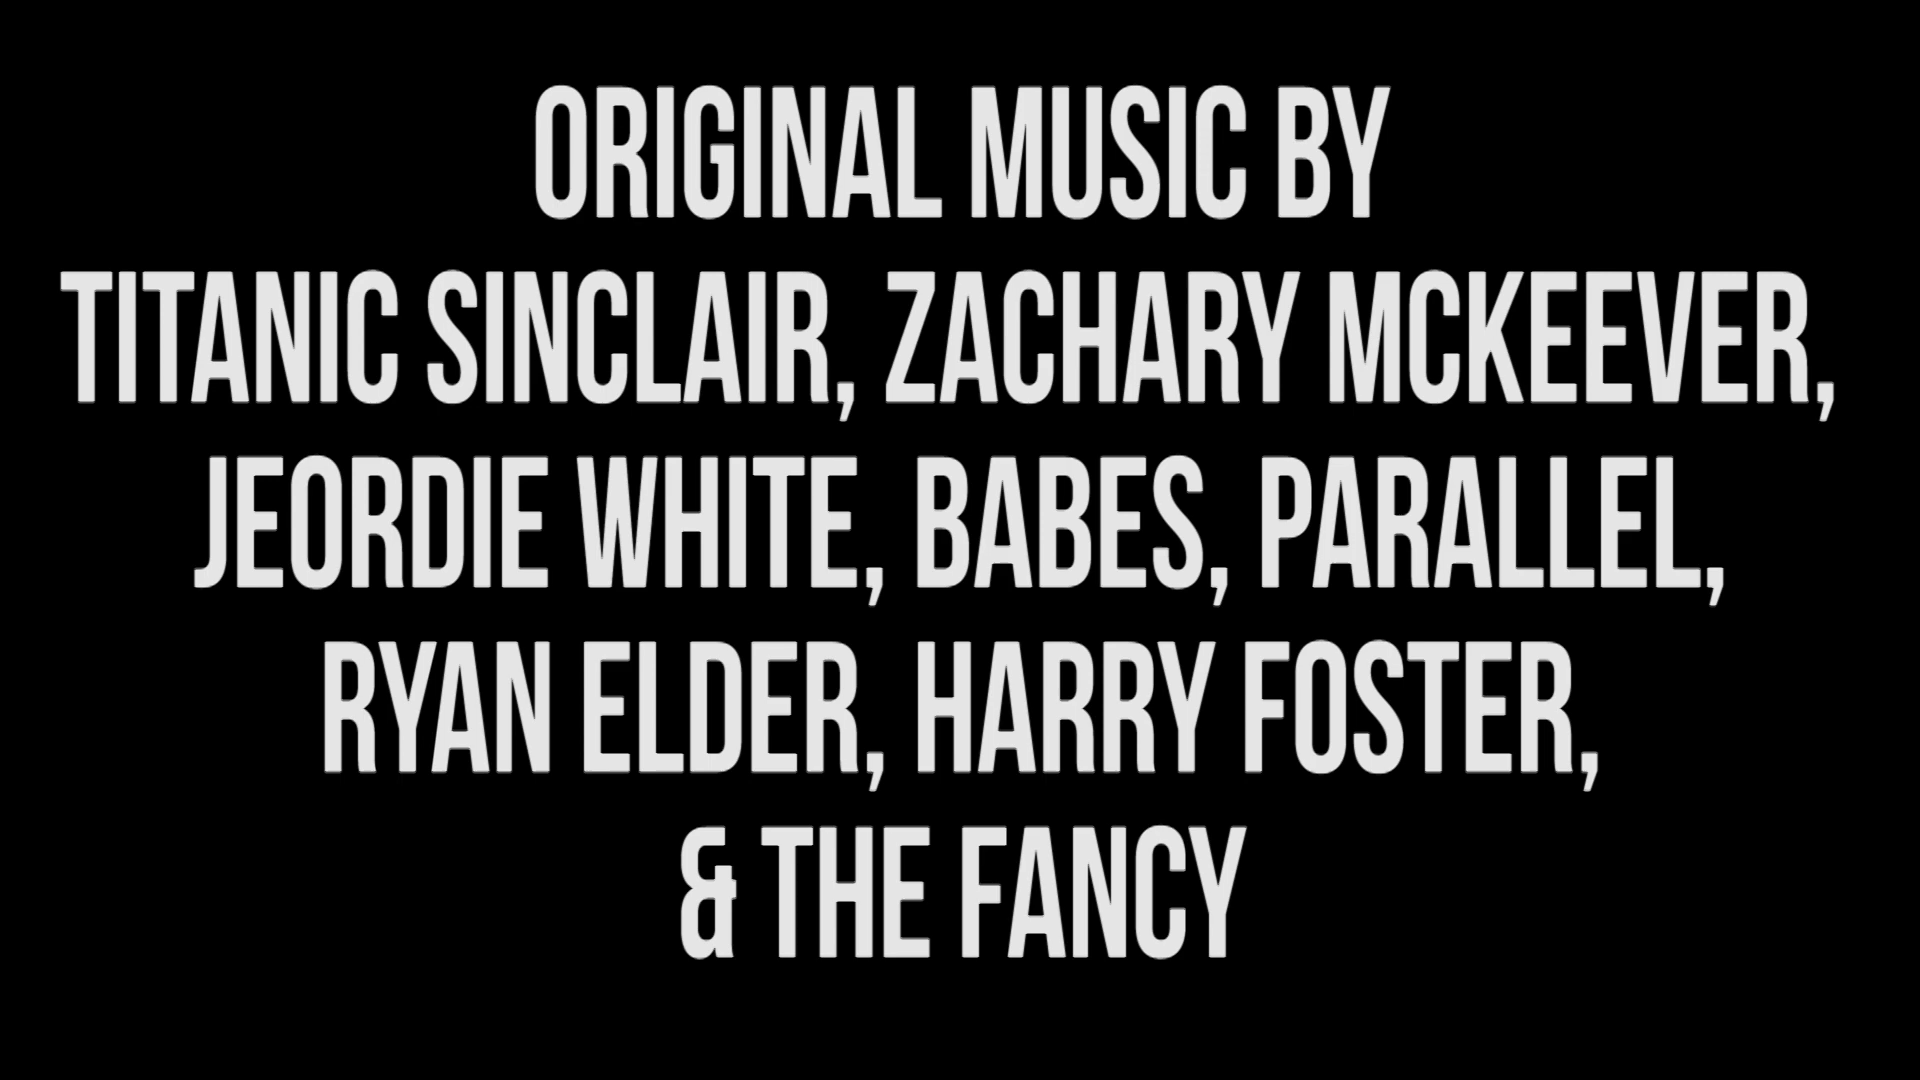 ORIGINAL MUSIC BY
TITANIC SINCLAIR, ZACHARY MCKEEVER,
JEORDIE WHITE, BABES, PARALLEL,
RYAN ELDER, HARRY FOSTER,
& THE FANCY